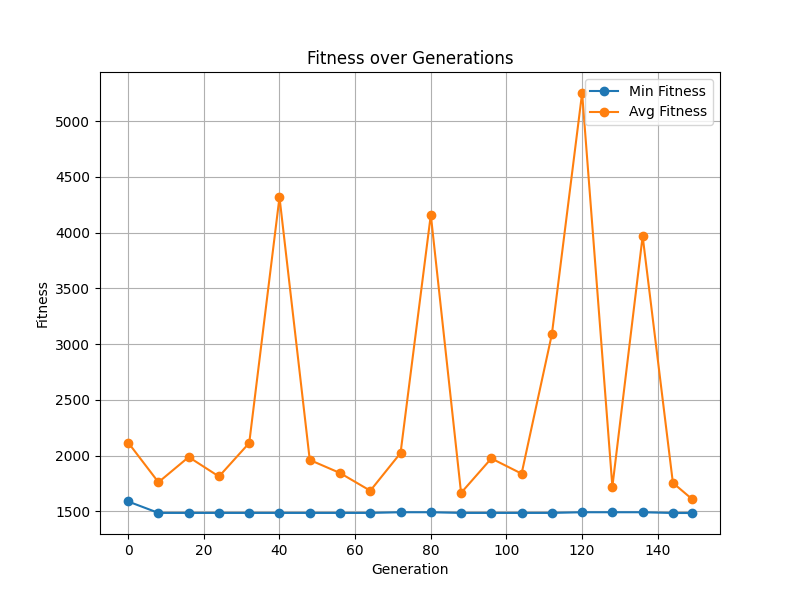 Fitness over Generations
Min Fitness
Avg Fitness
5000
4500
4000
3500
3000
2500
2000
1500
Fitness
0 20 40 60 80 100 120 140
Generation